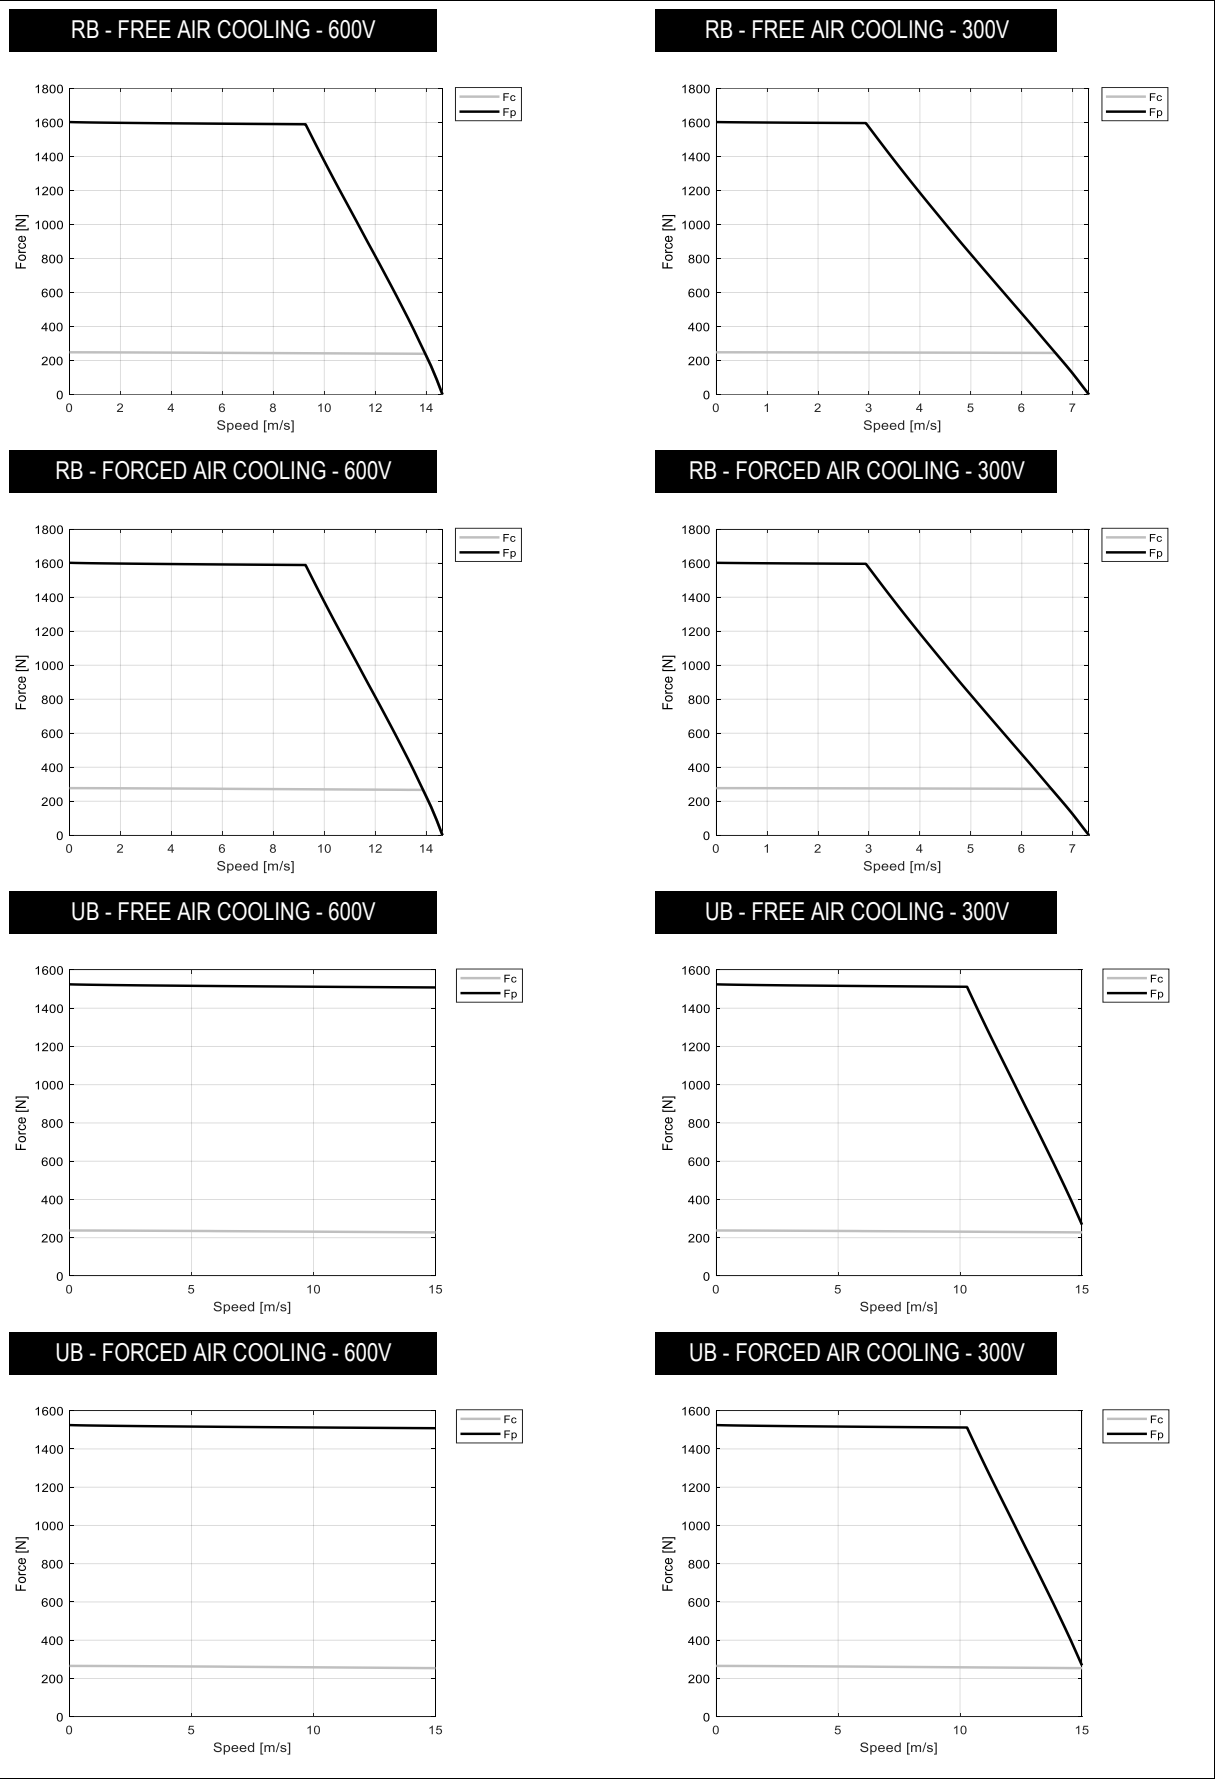 RB - FREE AIR COOLING - 600V
1800
1600
1400
1200
1000
800
600
400
200
0
Force [N]
0 2 4 6 8 10 12 14
Speed [m/s]
Fc
Fp
RB - FREE AIR COOLING - 300V
1800
1600
1400
1200
1000
800
600
400
200
0
Force [N]
0 1 2 3 4 5 6 7
Speed [m/s]
Fc
Fp
RB - FORCED AIR COOLING - 600V
1800
1600
1400
1200
1000
800
600
400
200
0
Force [N]
0 2 4 6 8 10 12 14
Speed [m/s]
Fc
Fp
RB - FORCED AIR COOLING - 300V
1800
1600
1400
1200
1000
800
600
400
200
0
Force [N]
0 1 2 3 4 5 6 7
Speed [m/s]
Fc
Fp
UB - FREE AIR COOLING - 600V
1600
1400
1200
1000
800
600
400
200
0
Force [N]
0 5 10 15
Speed [m/s]
Fc
Fp
UB - FREE AIR COOLING - 300V
1600
1400
1200
1000
800
600
400
200
0
Force [N]
0 5 10 15
Speed [m/s]
Fc
Fp
UB - FORCED AIR COOLING - 600V
1600
1400
1200
1000
800
600
400
200
0
Force [N]
0 5 10 15
Speed [m/s]
Fc
Fp
UB - FORCED AIR COOLING - 300V
1600
1400
1200
1000
800
600
400
200
0
Force [N]
0 5 10 15
Speed [m/s]
Fc
Fp